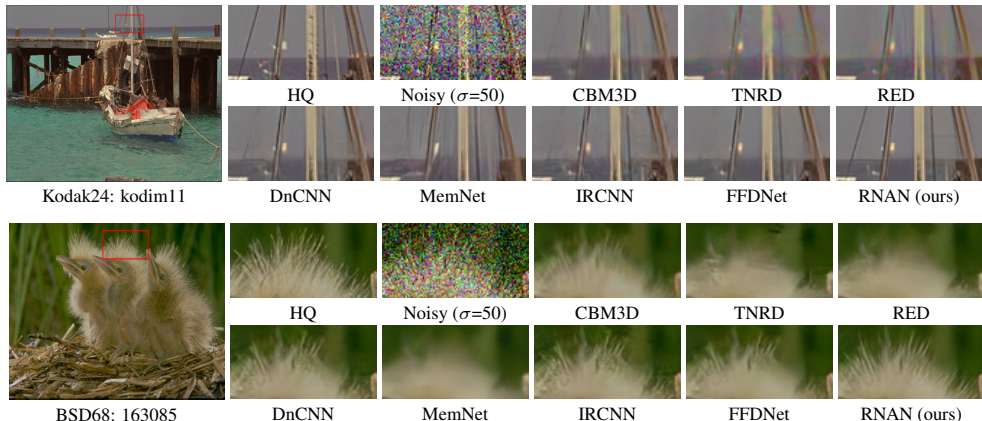 HQ Noisy (σ=50) CBM3D TNRD RED
DnCNN MemNet IRCNN FFDNet RNAN (ours)
Kodak24: kodim11
HQ Noisy (σ=50) CBM3D TNRD RED
DnCNN MemNet IRCNN FFDNet RNAN (ours)
BSD68: 163085